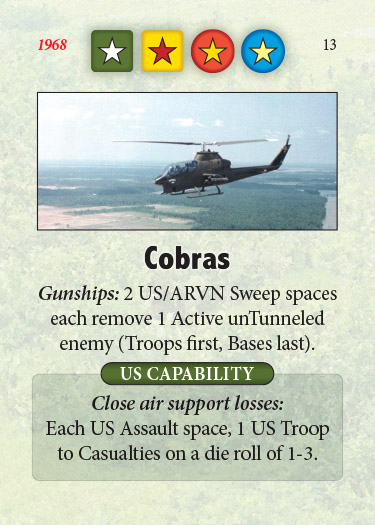 1968 13
Cobras
Gunships: 2 US/ARVN Sweep spaces
each remove 1 Active unTunneled
enemy (Troops first, Bases last).
US CAPABILITY
Close air support losses:
Each US Assault space, 1 US Troop
to Casualties on a die roll of 1-3.